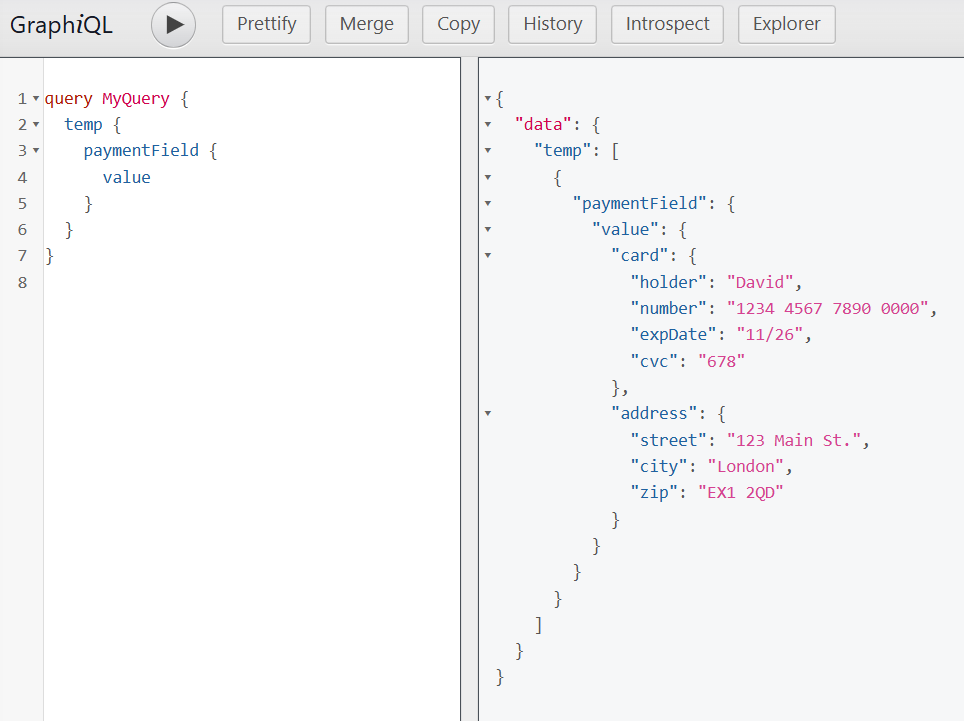 GraphiQL Prettify Merge Copy History Introspect Explorer
1 query MyQuery {
2   temp {
3     paymentField {
4       value
5     }
6   }
7 }
8
{
  "data": {
    "temp": [
      {
        "paymentField": {
          "value": {
            "card": {
              "holder": "David",
              "number": "1234 4567 7890 0000",
              "expDate": "11/26",
              "cvc": "678"
            },
            "address": {
              "street": "123 Main St.",
              "city": "London",
              "zip": "EX1 2QD"
            }
          }
        }
      }
    ]
  }
}